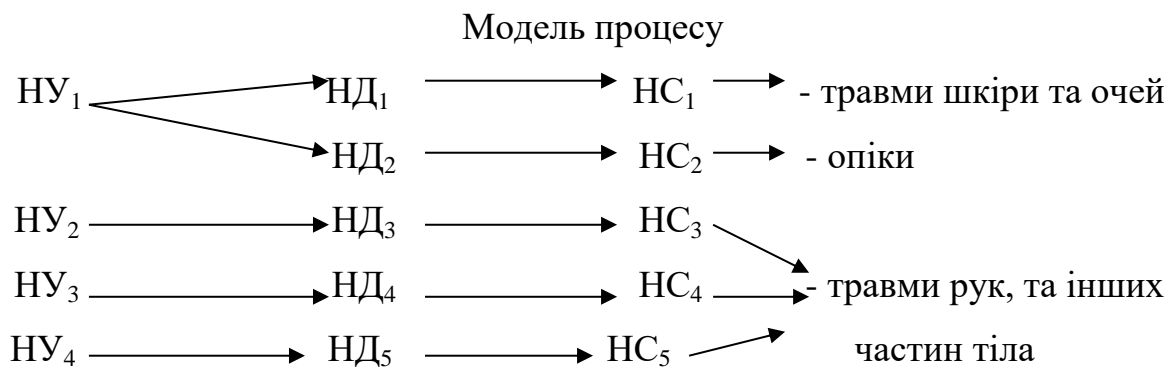 Модель процесу
НУ₁ НД₁ НС₁ - травми шкіри та очей
НД₂ НС₂ - опіки
НУ₂ НД₃ НС₃
НУ₃ НД₄ НС₄ - травми рук, та інших
НУ₄ НД₅ НС₅ частин тіла